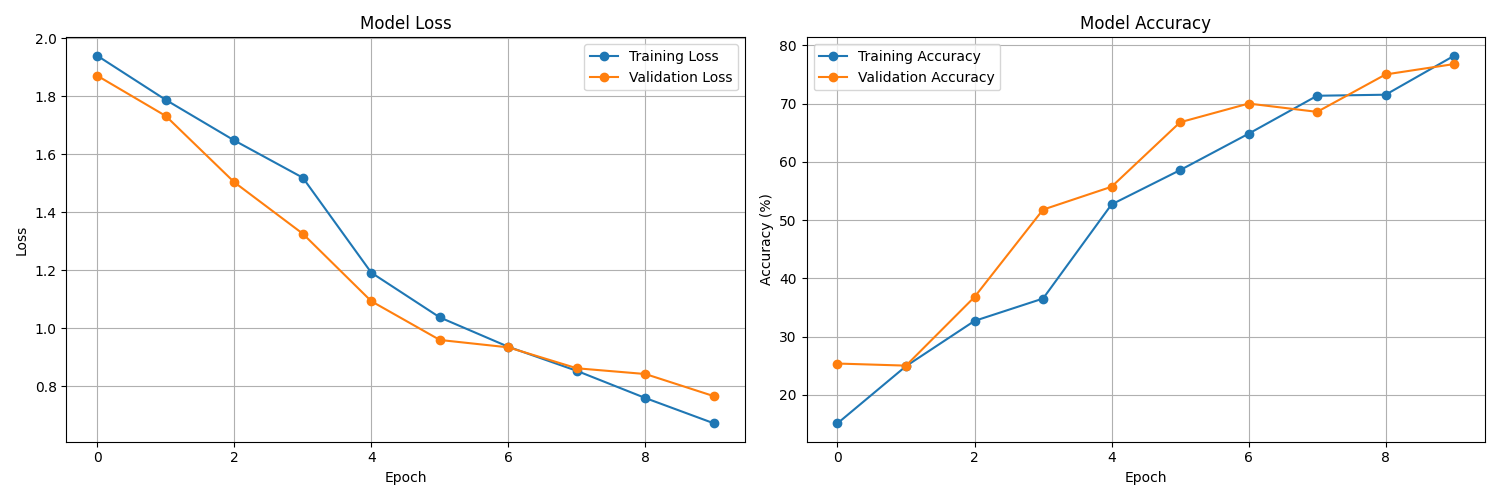 Model Loss
2.0
1.8
1.6
1.4
1.2
1.0
0.8
Loss
Training Loss
Validation Loss
0 2 4 6 8
Epoch
Model Accuracy
80
70
60
50
40
30
20
Accuracy (%)
Training Accuracy
Validation Accuracy
0 2 4 6 8
Epoch